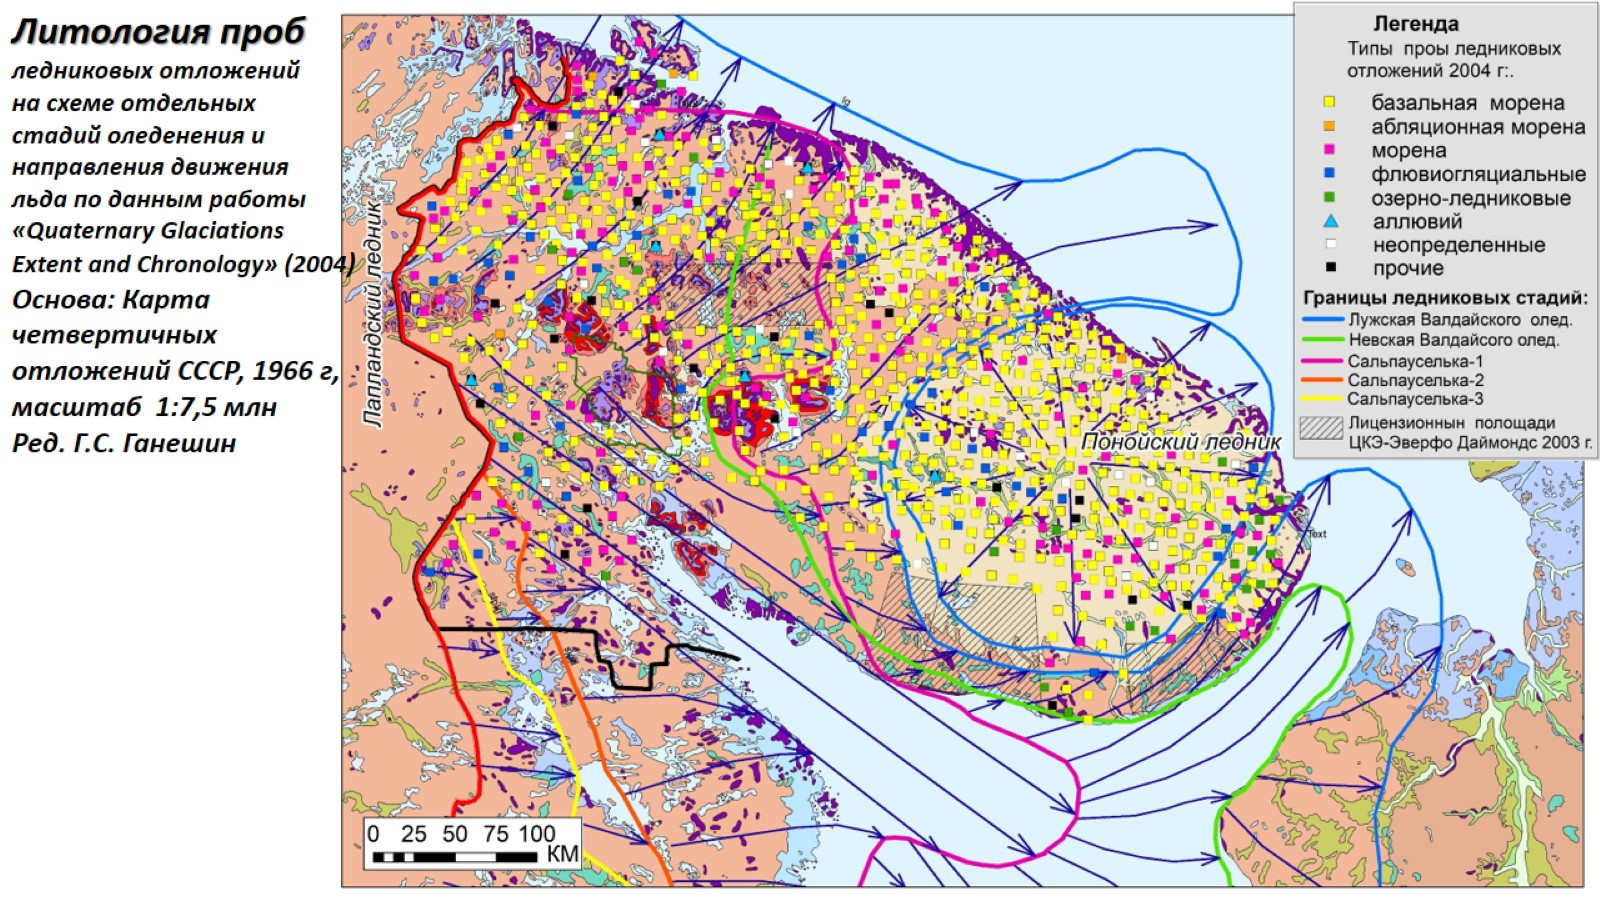 Литология проб
ледниковых отложений
на схеме отдельных
стадий оледенения и
направления движения
льда по данным работы
«Quaternary Glaciations
Extent and Chronology» (2004)
Основа: Карта
четвертичных
отложений СССР, 1966 г,
масштаб 1:7,5 млн
Ред. Г.С. Ганешин
Лапландский ледник
Понойский ледник
lg
Text
0 25 50 75 100
КМ
Легенда
Типы проы ледниковых
отложений 2004 г:.
базальная морена
абляционная морена
морена
флювиогляциальные
озерно-ледниковые
аллювий
неопределенные
прочие
Границы ледниковых стадий:
Лужская Валдайского олед.
Невская Валдайсого олед.
Сальпауселька-1
Сальпауселька-2
Сальпауселька-3
Лицензионнын полощади
ЦКЭ-Эверфо Даймондс 2003 г.